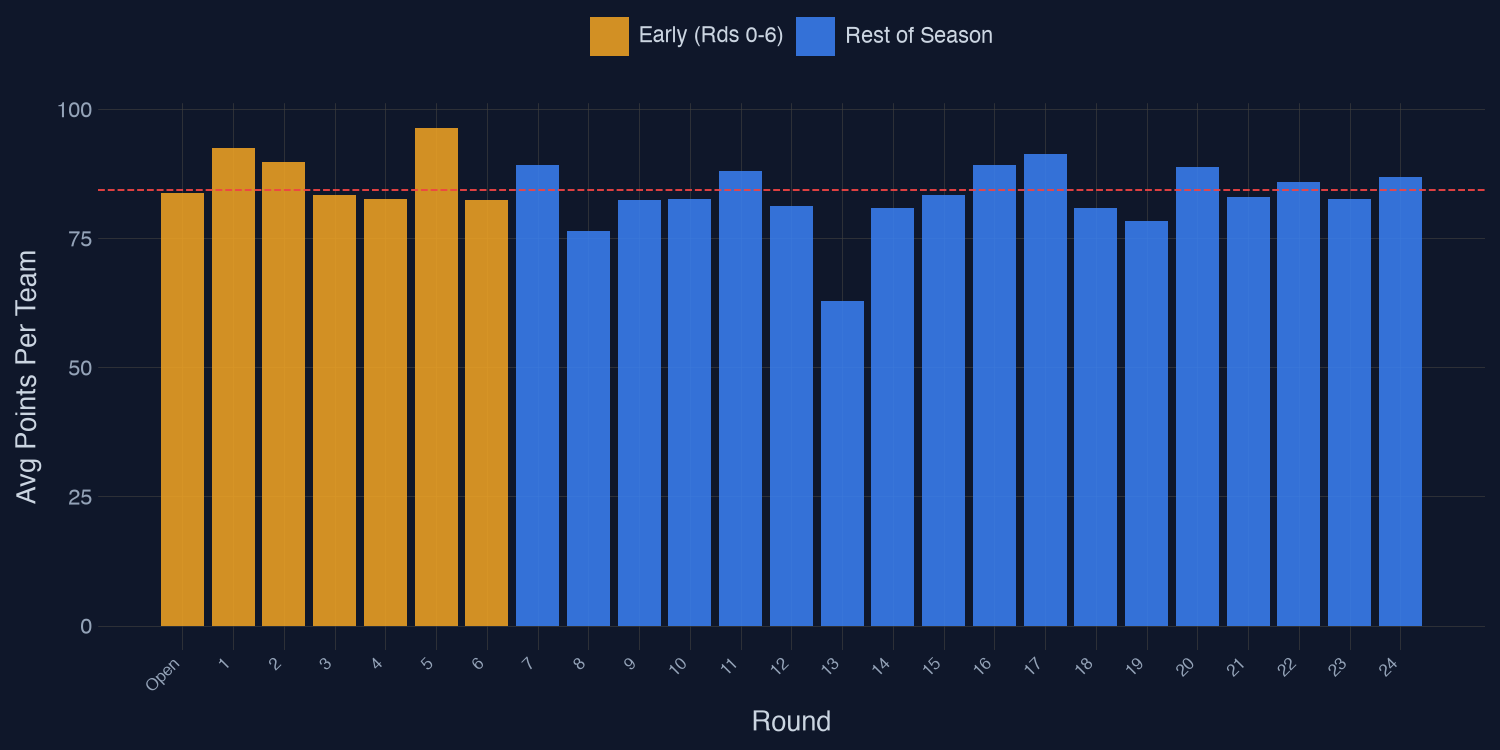 Early (Rds 0-6) Rest of Season
100
75
50
25
0
Avg Points Per Team
Open 1 2 3 4 5 6 7 8 9 10 11 12 13 14 15 16 17 18 19 20 21 22 23 24
Round